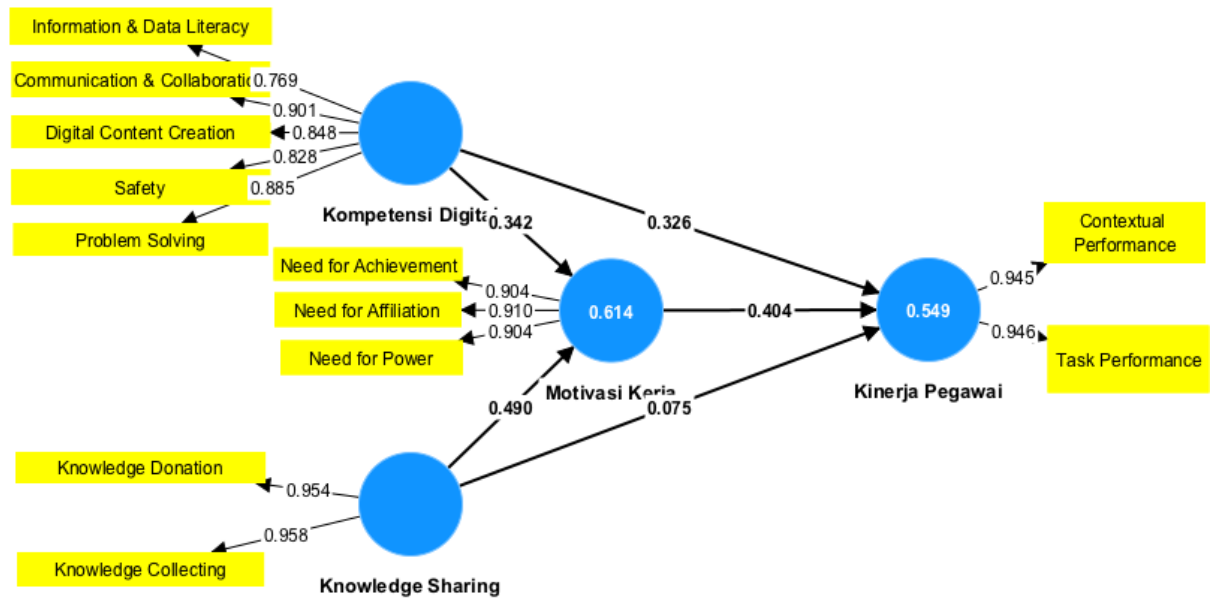 Information & Data Literacy
Communication & Collaboratio
0.769
0.901
Digital Content Creation
0.848
0.828
Safety
0.885
Problem Solving
Kompetensi Digita
0.342
0.326
Need for Achievement
0.904
Need for Affiliation
0.910
Need for Power
0.904
0.614
0.404
0.549
Contextual
Performance
0.945
0.946
Task Performance
Motivasi Kerja
Kinerja Pegawai
0.490
0.075
Knowledge Donation
0.954
0.958
Knowledge Collecting
Knowledge Sharing